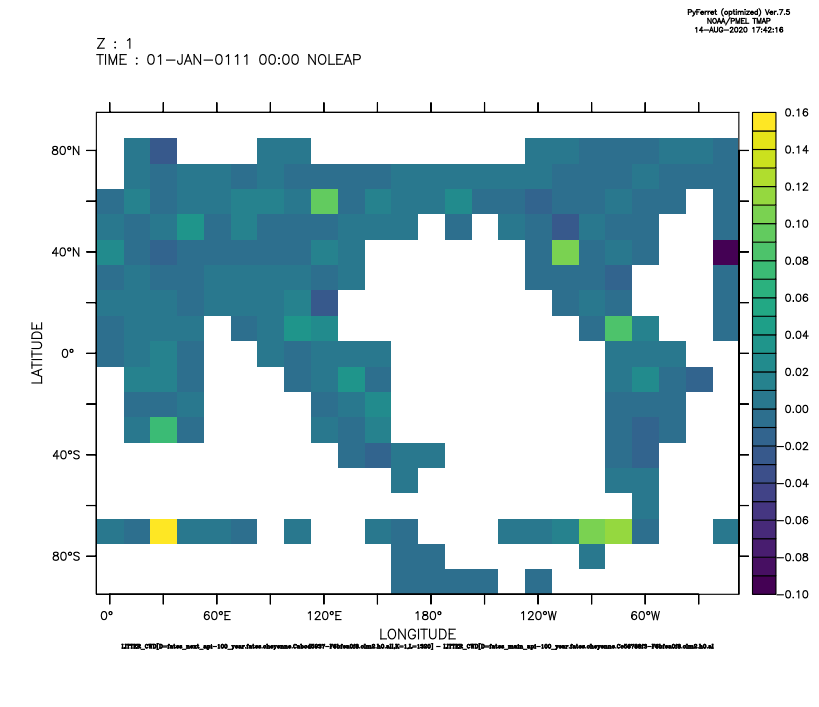 PyFerret (optimized) Ver.7.5
NOAA/PMEL TMAP
14-AUG-2020 17:42:16
Z : 1
TIME : 01-JAN-0111 00:00 NOLEAP
80°N
40°N
0°
40°S
80°S
LATITUDE
0°
60°E
120°E
180°
120°W
60°W
LONGITUDE
0.16
0.14
0.12
0.10
0.08
0.06
0.04
0.02
0.00
-0.02
-0.04
-0.06
-0.08
-0.10